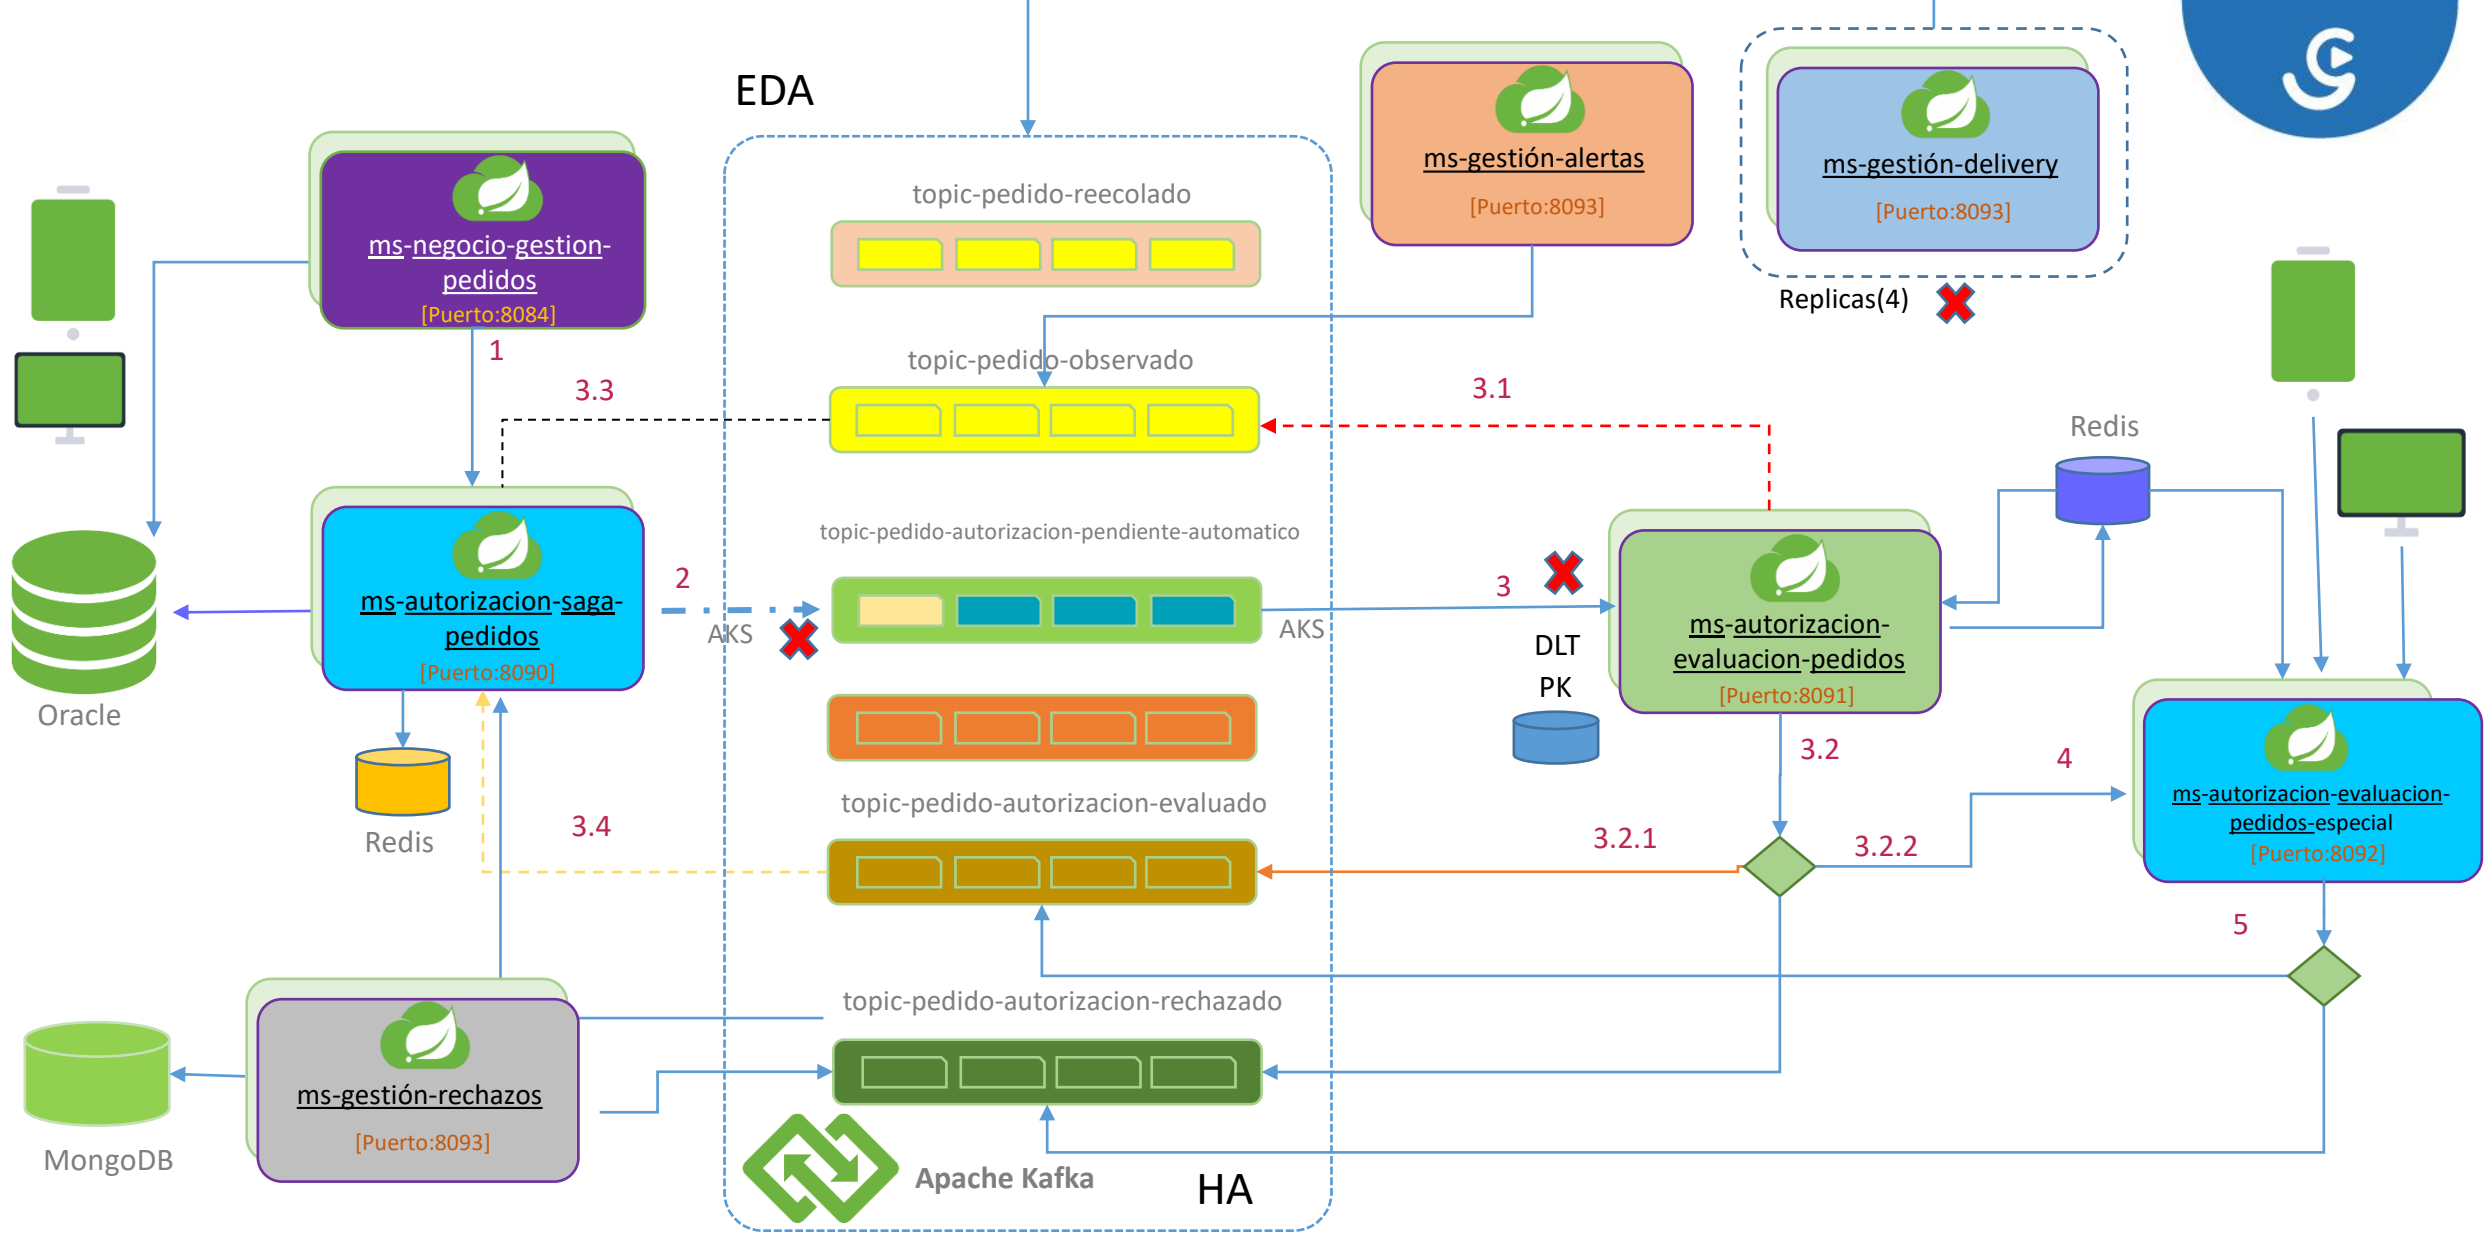 EDA
ms-gestión-alertas
[Puerto:8093]
ms-gestión-delivery
[Puerto:8093]
Replicas(4)
ms-negocio-gestion-
pedidos
[Puerto:8084]
1
topic-pedido-reecolado
topic-pedido-observado
3.3
3.1
Redis
topic-pedido-autorizacion-pendiente-automatico
2
AKS
3
AKS
DLT
PK
ms-autorizacion-saga-
pedidos
[Puerto:8090]
Oracle
Redis
ms-autorizacion-
evaluacion-pedidos
[Puerto:8091]
3.2
4
ms-autorizacion-evaluacion-
pedidos-especial
[Puerto:8092]
topic-pedido-autorizacion-evaluado
3.4
3.2.1
3.2.2
5
topic-pedido-autorizacion-rechazado
ms-gestión-rechazos
[Puerto:8093]
MongoDB
Apache Kafka
HA